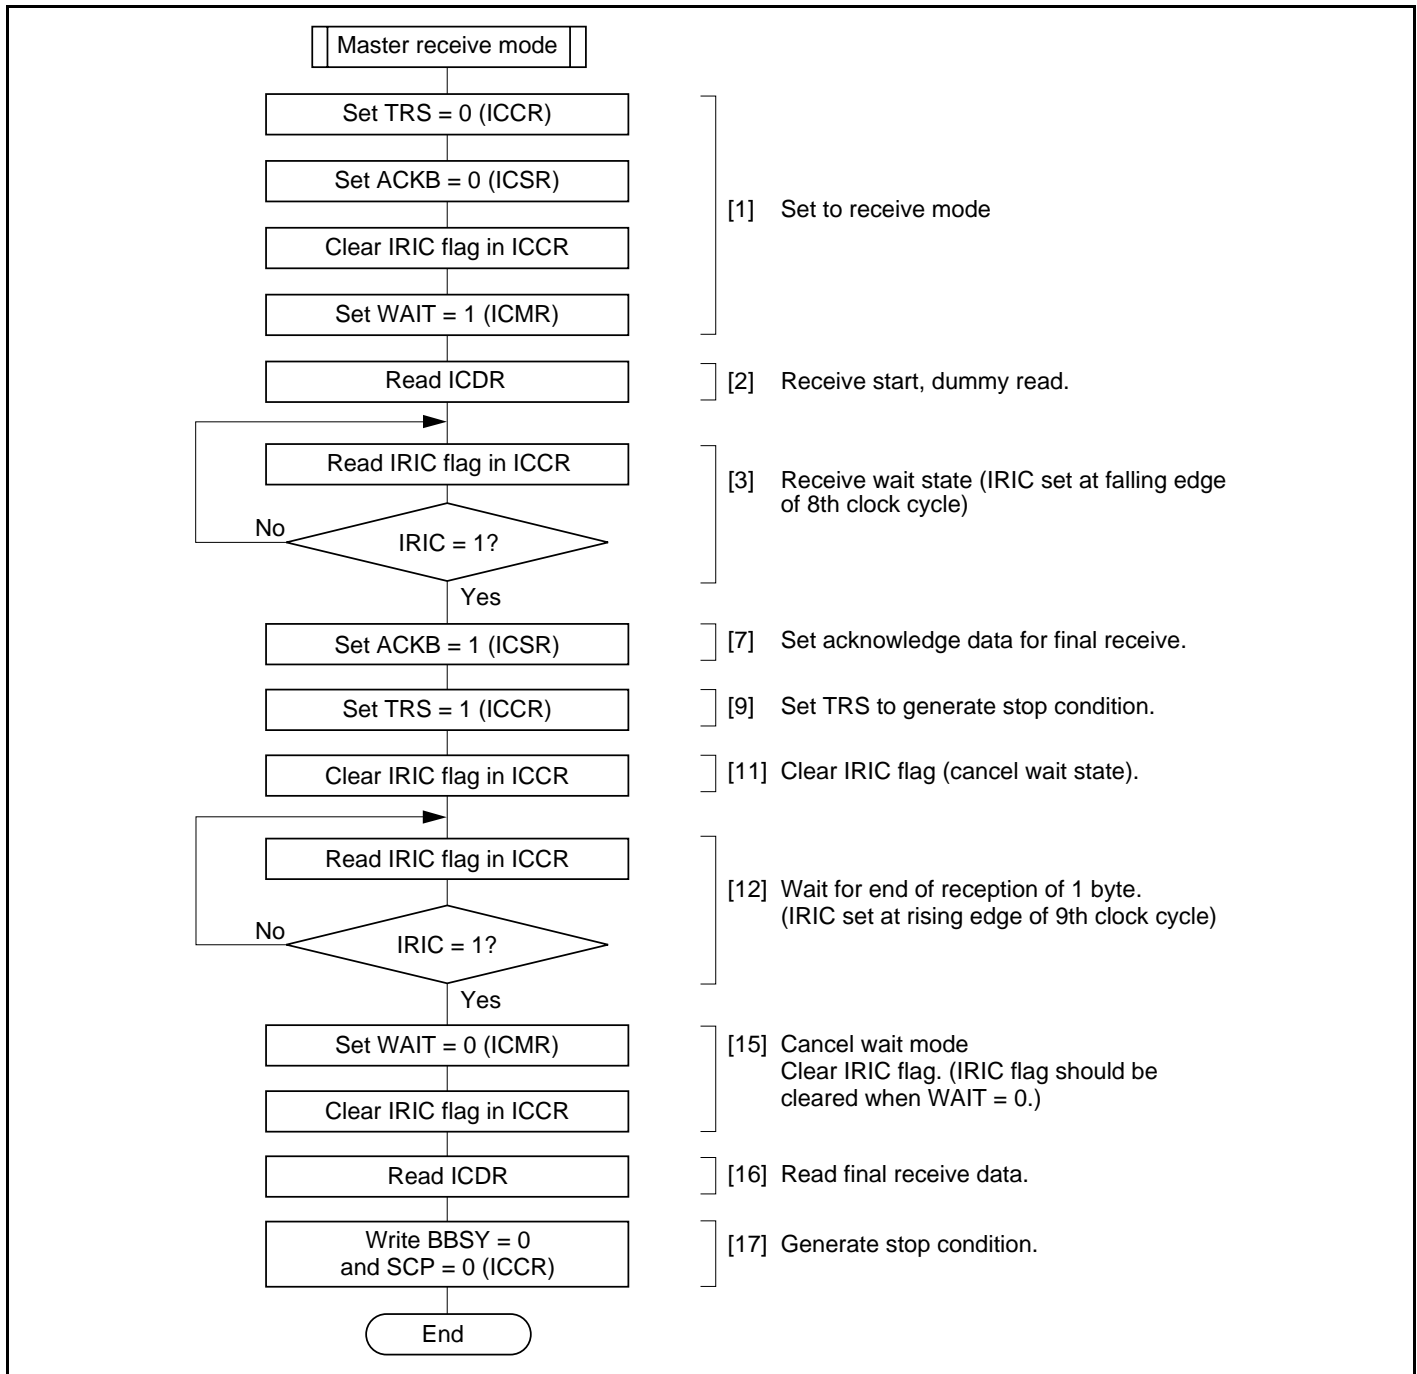 Master receive mode
Set TRS = 0 (ICCR)
Set ACKB = 0 (ICSR)
[1] Set to receive mode
Clear IRIC flag in ICCR
Set WAIT = 1 (ICMR)
Read ICDR
[2] Receive start, dummy read.
Read IRIC flag in ICCR
[3] Receive wait state (IRIC set at falling edge
of 8th clock cycle)
No
IRIC = 1?
Yes
Set ACKB = 1 (ICSR)
[7] Set acknowledge data for final receive.
Set TRS = 1 (ICCR)
[9] Set TRS to generate stop condition.
Clear IRIC flag in ICCR
[11] Clear IRIC flag (cancel wait state).
Read IRIC flag in ICCR
[12] Wait for end of reception of 1 byte.
(IRIC set at rising edge of 9th clock cycle)
No
IRIC = 1?
Yes
Set WAIT = 0 (ICMR)
[15] Cancel wait mode
Clear IRIC flag. (IRIC flag should be
cleared when WAIT = 0.)
Clear IRIC flag in ICCR
Read ICDR
[16] Read final receive data.
Write BBSY = 0
and SCP = 0 (ICCR)
[17] Generate stop condition.
End